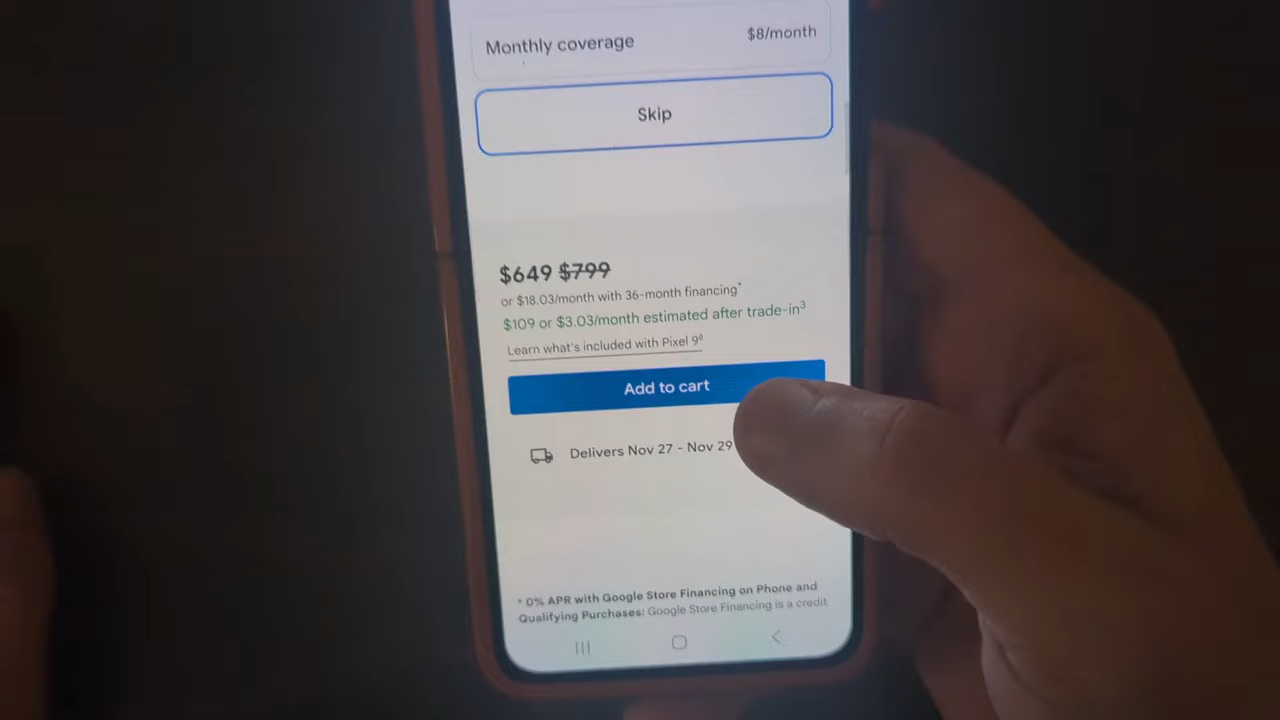 Monthly coverage $8/month
Skip
$649 $799
or $18.03/month with 36-month financing*
$109 or $3.03/month estimated after trade-in³
Learn what's included with Pixel 9⁶
Add to cart
Delivers Nov 27 - Nov 29
* 0% APR with Google Store Financing on Phone and
Qualifying Purchases: Google Store Financing is a credit